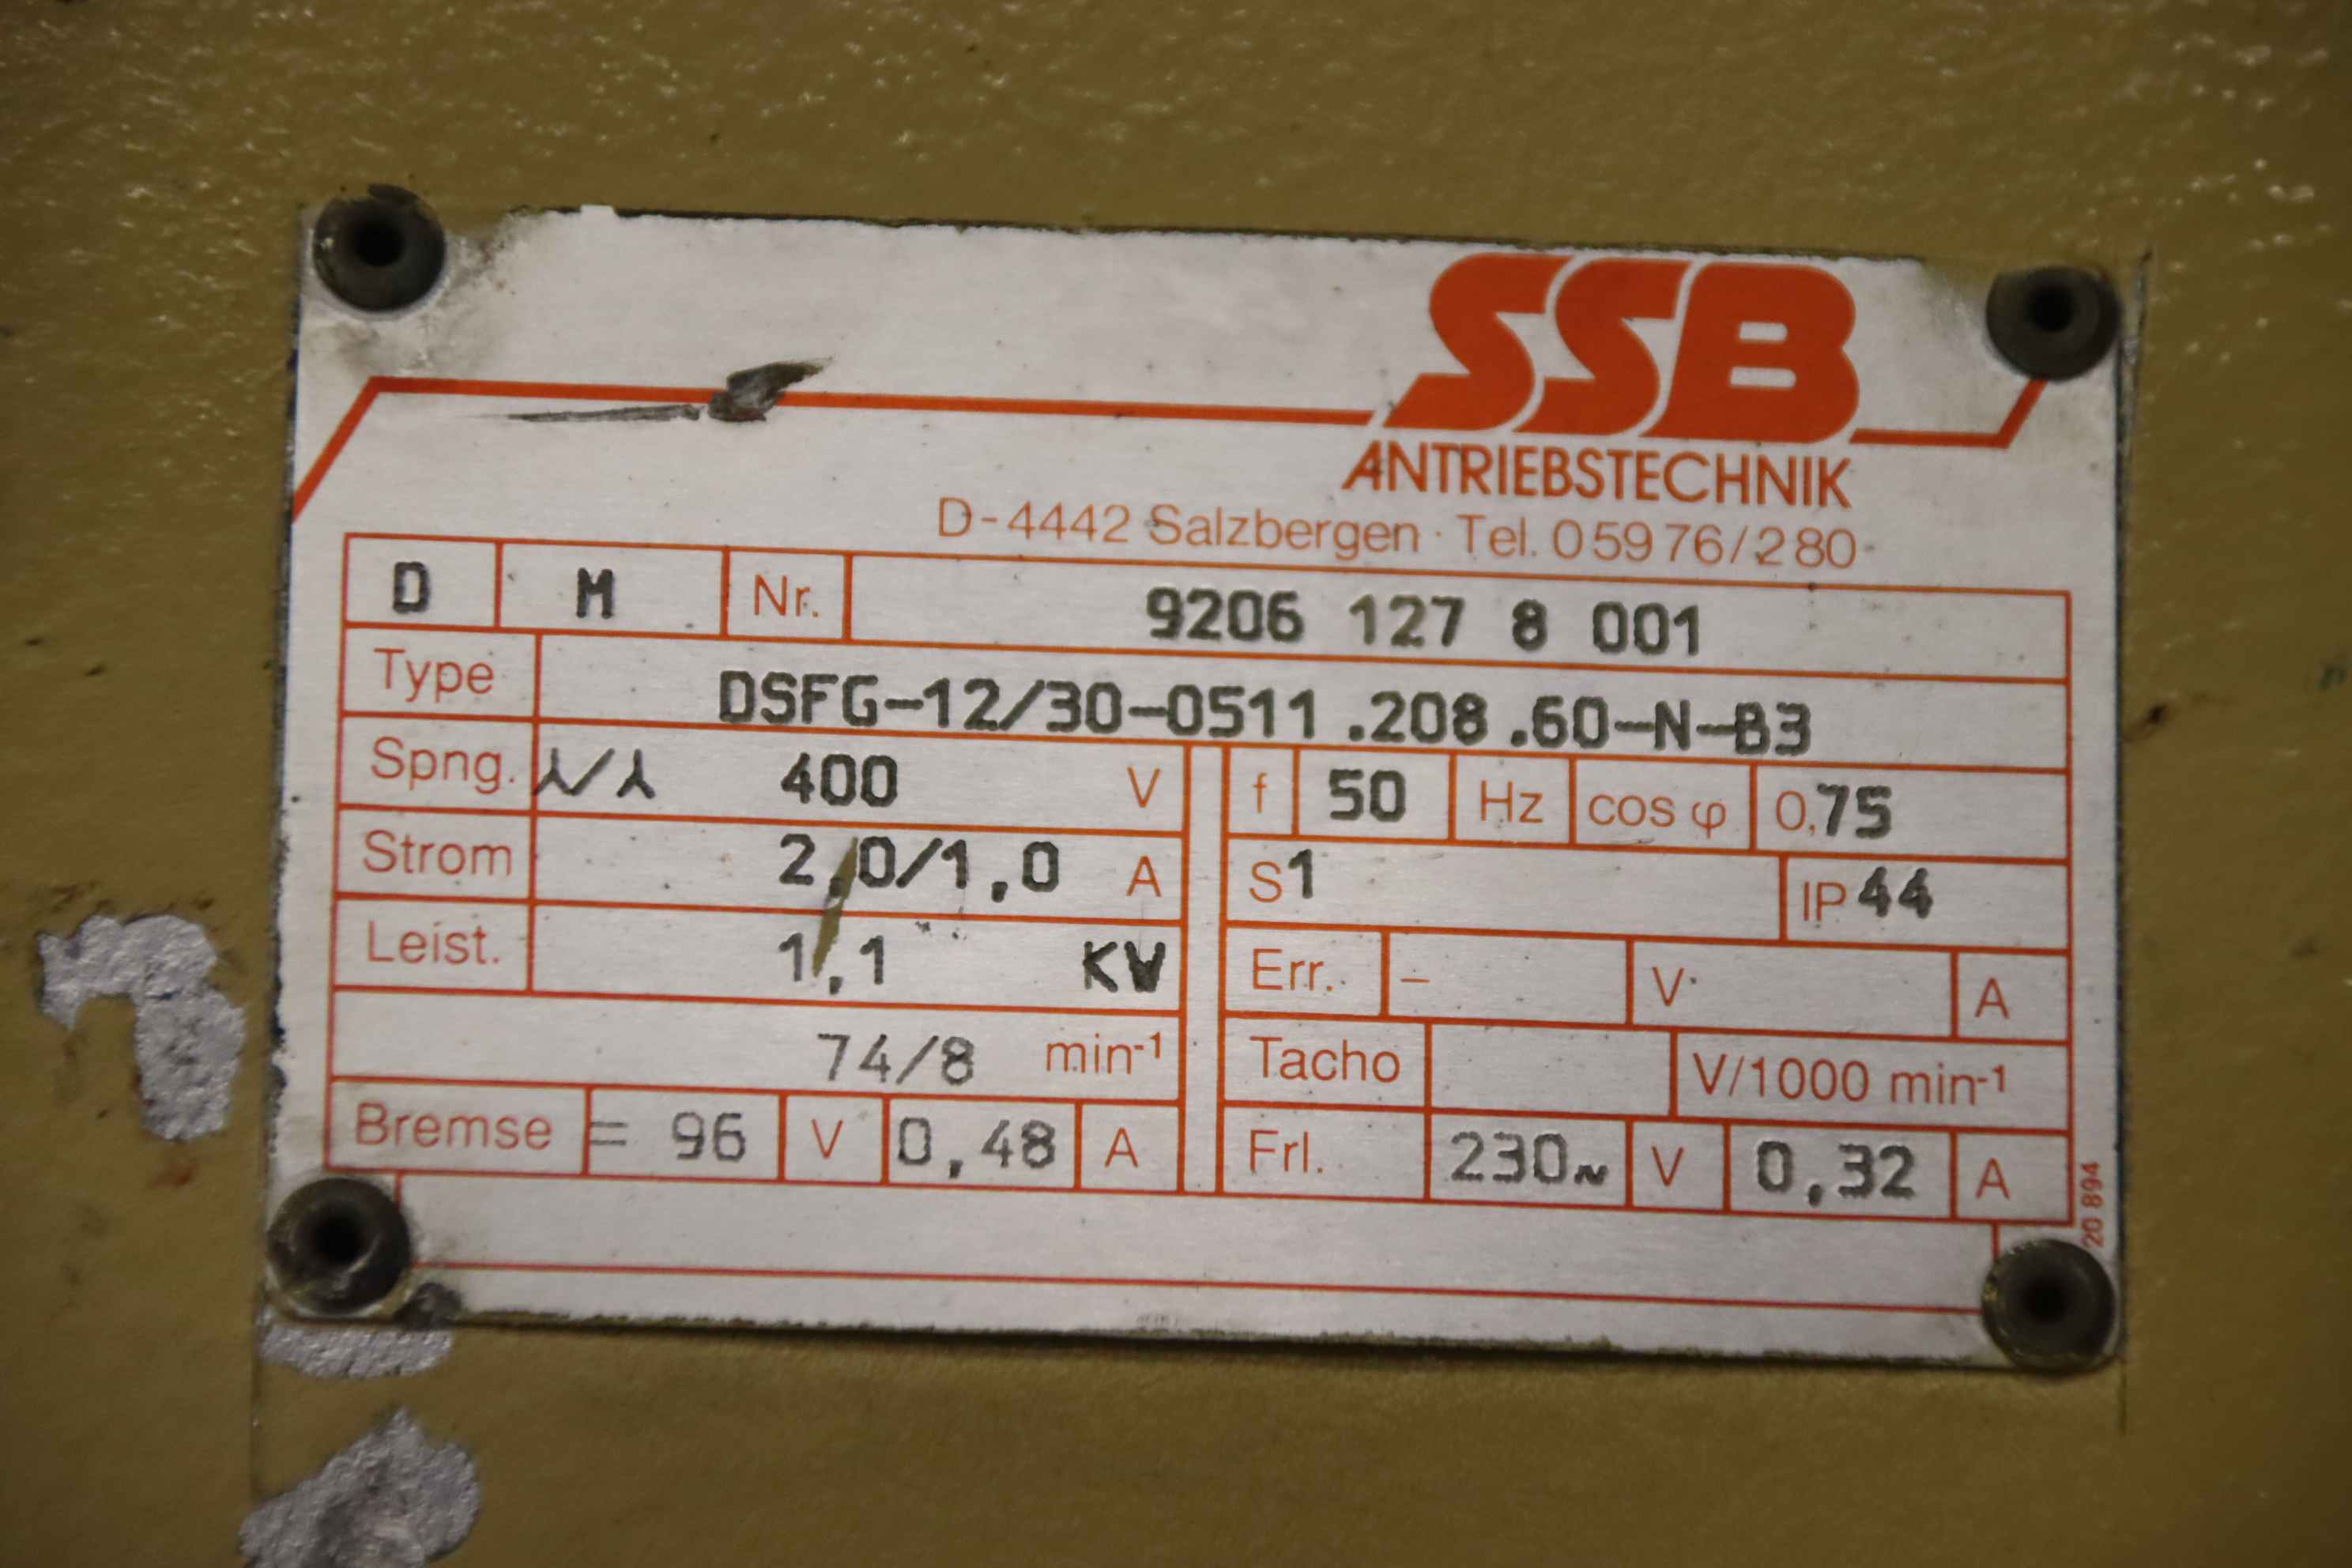 SSB
ANTRIEBSTECHNIK
D-4442 Salzbergen · Tel. 05976/280
D M Nr. 9206 127 8 001
Type DSFG-12/30-0511.208.60-N-B3
Spng. ⅄/⅄ 400 V f 50 Hz cos φ 0,75
Strom 2,0/1,0 A S1 IP 44
Leist. 1,1 KW Err. - V A
74/8 min-1 Tacho V/1000 min-1
Bremse = 96 V 0,48 A Frl. 230~ V 0,32 A
20 894